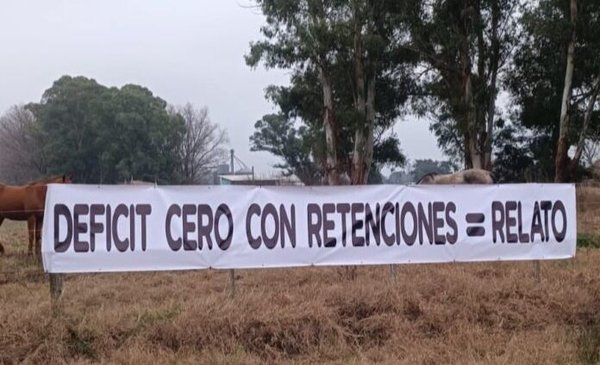 DEFICIT CERO CON RETENCIONES = RELATO